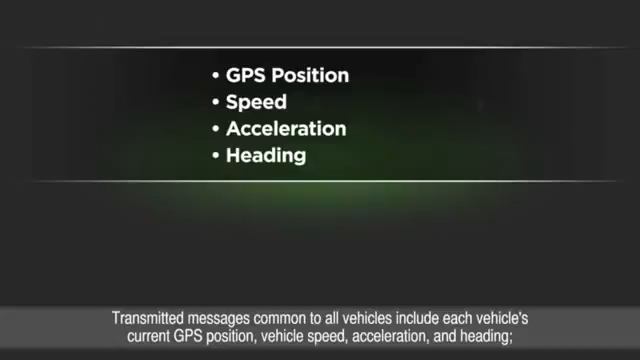 • GPS Position
• Speed
• Acceleration
• Heading
Transmitted messages common to all vehicles include each vehicle's
current GPS position, vehicle speed, acceleration, and heading;